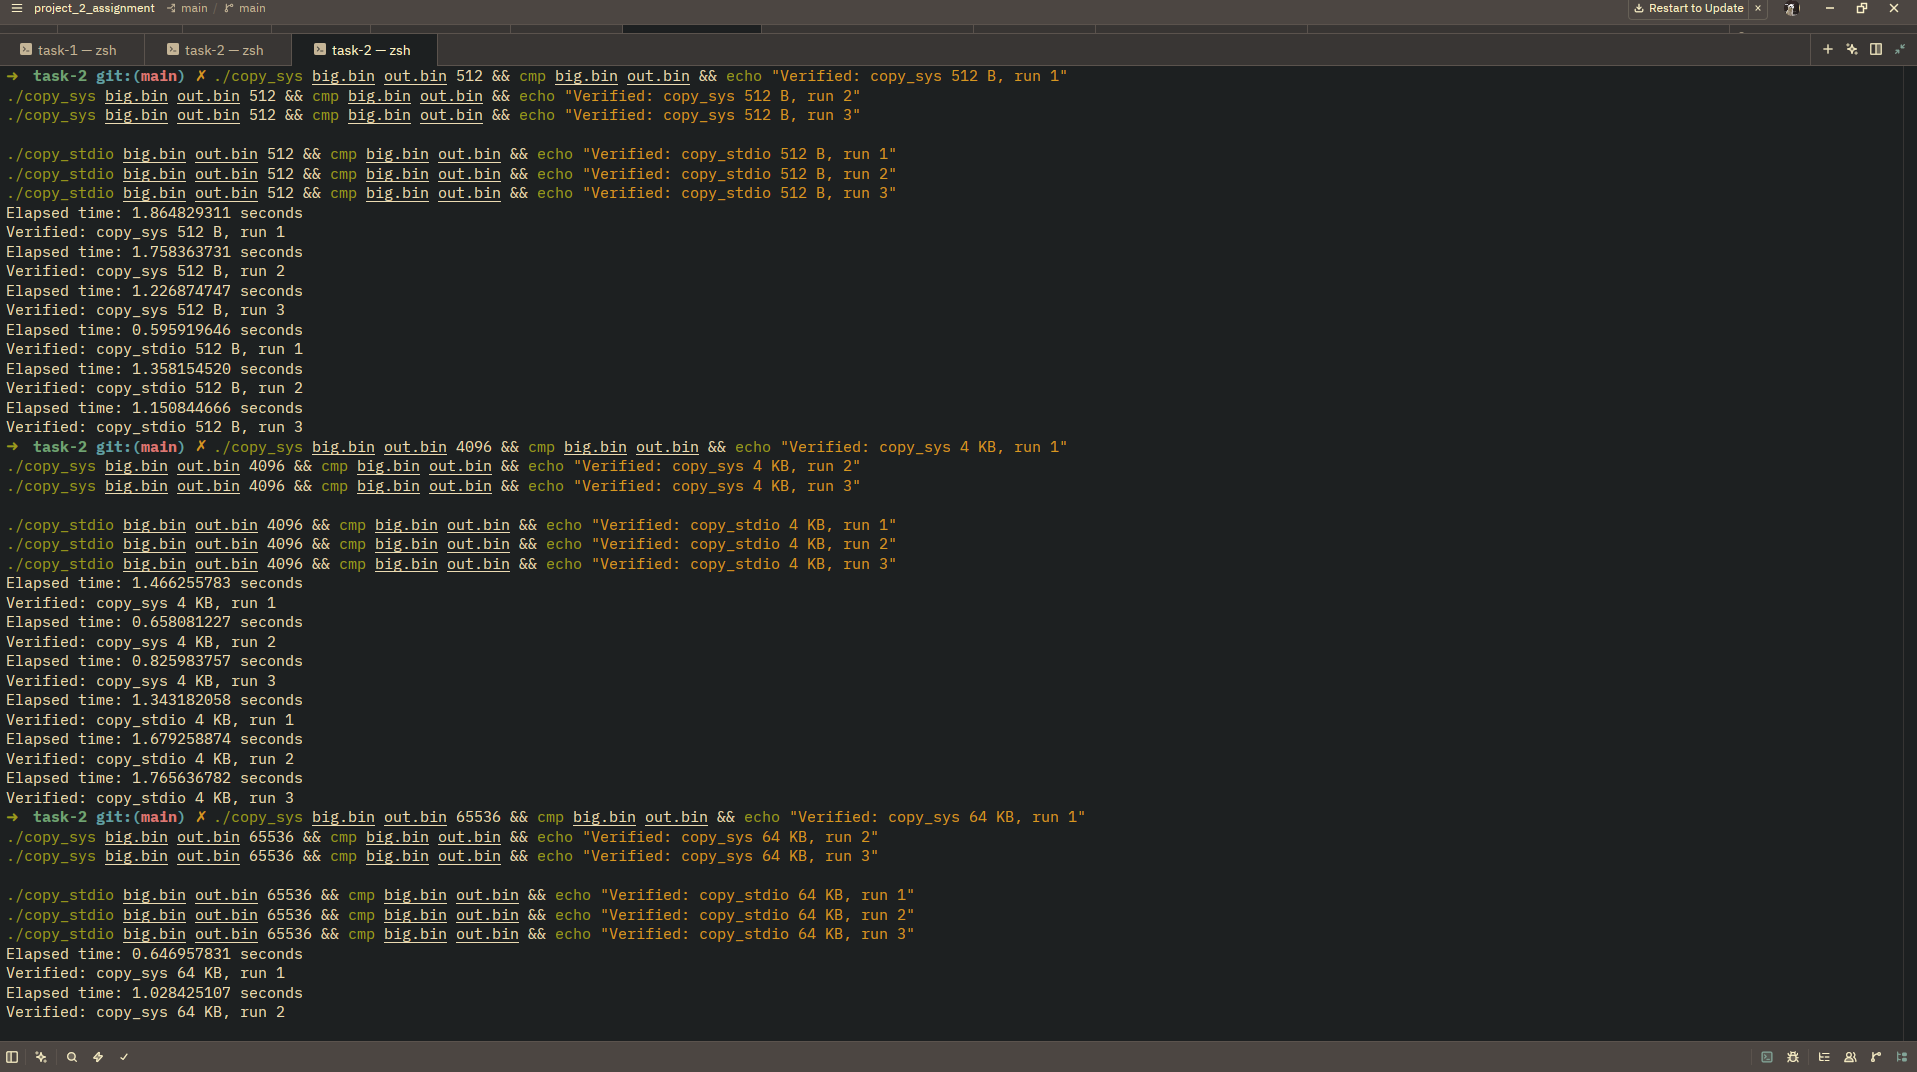 project_2_assignment main / main Restart to Update
task-1 — zsh task-2 — zsh task-2 — zsh
→ task-2 git:(main) ✗ ./copy_sys big.bin out.bin 512 && cmp big.bin out.bin && echo "Verified: copy_sys 512 B, run 1"
./copy_sys big.bin out.bin 512 && cmp big.bin out.bin && echo "Verified: copy_sys 512 B, run 2"
./copy_sys big.bin out.bin 512 && cmp big.bin out.bin && echo "Verified: copy_sys 512 B, run 3"
./copy_stdio big.bin out.bin 512 && cmp big.bin out.bin && echo "Verified: copy_stdio 512 B, run 1"
./copy_stdio big.bin out.bin 512 && cmp big.bin out.bin && echo "Verified: copy_stdio 512 B, run 2"
./copy_stdio big.bin out.bin 512 && cmp big.bin out.bin && echo "Verified: copy_stdio 512 B, run 3"
Elapsed time: 1.864829311 seconds
Verified: copy_sys 512 B, run 1
Elapsed time: 1.758363731 seconds
Verified: copy_sys 512 B, run 2
Elapsed time: 1.226874747 seconds
Verified: copy_sys 512 B, run 3
Elapsed time: 0.595919646 seconds
Verified: copy_stdio 512 B, run 1
Elapsed time: 1.358154520 seconds
Verified: copy_stdio 512 B, run 2
Elapsed time: 1.150844666 seconds
Verified: copy_stdio 512 B, run 3
→ task-2 git:(main) ✗ ./copy_sys big.bin out.bin 4096 && cmp big.bin out.bin && echo "Verified: copy_sys 4 KB, run 1"
./copy_sys big.bin out.bin 4096 && cmp big.bin out.bin && echo "Verified: copy_sys 4 KB, run 2"
./copy_sys big.bin out.bin 4096 && cmp big.bin out.bin && echo "Verified: copy_sys 4 KB, run 3"
./copy_stdio big.bin out.bin 4096 && cmp big.bin out.bin && echo "Verified: copy_stdio 4 KB, run 1"
./copy_stdio big.bin out.bin 4096 && cmp big.bin out.bin && echo "Verified: copy_stdio 4 KB, run 2"
./copy_stdio big.bin out.bin 4096 && cmp big.bin out.bin && echo "Verified: copy_stdio 4 KB, run 3"
Elapsed time: 1.466255783 seconds
Verified: copy_sys 4 KB, run 1
Elapsed time: 0.658081227 seconds
Verified: copy_sys 4 KB, run 2
Elapsed time: 0.825983757 seconds
Verified: copy_sys 4 KB, run 3
Elapsed time: 1.343182058 seconds
Verified: copy_stdio 4 KB, run 1
Elapsed time: 1.679258874 seconds
Verified: copy_stdio 4 KB, run 2
Elapsed time: 1.765636782 seconds
Verified: copy_stdio 4 KB, run 3
→ task-2 git:(main) ✗ ./copy_sys big.bin out.bin 65536 && cmp big.bin out.bin && echo "Verified: copy_sys 64 KB, run 1"
./copy_sys big.bin out.bin 65536 && cmp big.bin out.bin && echo "Verified: copy_sys 64 KB, run 2"
./copy_sys big.bin out.bin 65536 && cmp big.bin out.bin && echo "Verified: copy_sys 64 KB, run 3"
./copy_stdio big.bin out.bin 65536 && cmp big.bin out.bin && echo "Verified: copy_stdio 64 KB, run 1"
./copy_stdio big.bin out.bin 65536 && cmp big.bin out.bin && echo "Verified: copy_stdio 64 KB, run 2"
./copy_stdio big.bin out.bin 65536 && cmp big.bin out.bin && echo "Verified: copy_stdio 64 KB, run 3"
Elapsed time: 0.646957831 seconds
Verified: copy_sys 64 KB, run 1
Elapsed time: 1.028425107 seconds
Verified: copy_sys 64 KB, run 2